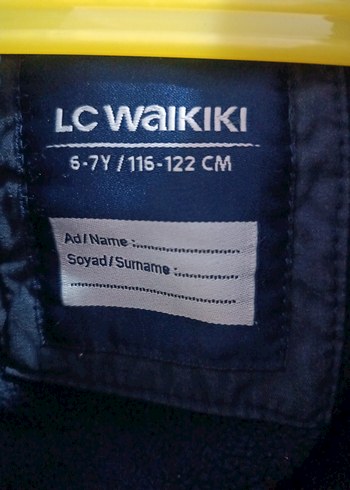 LC WAIKIKI
6-7Y / 116-122 CM
Ad / Name :..............................
Soyad / Surname :..................
..................................................